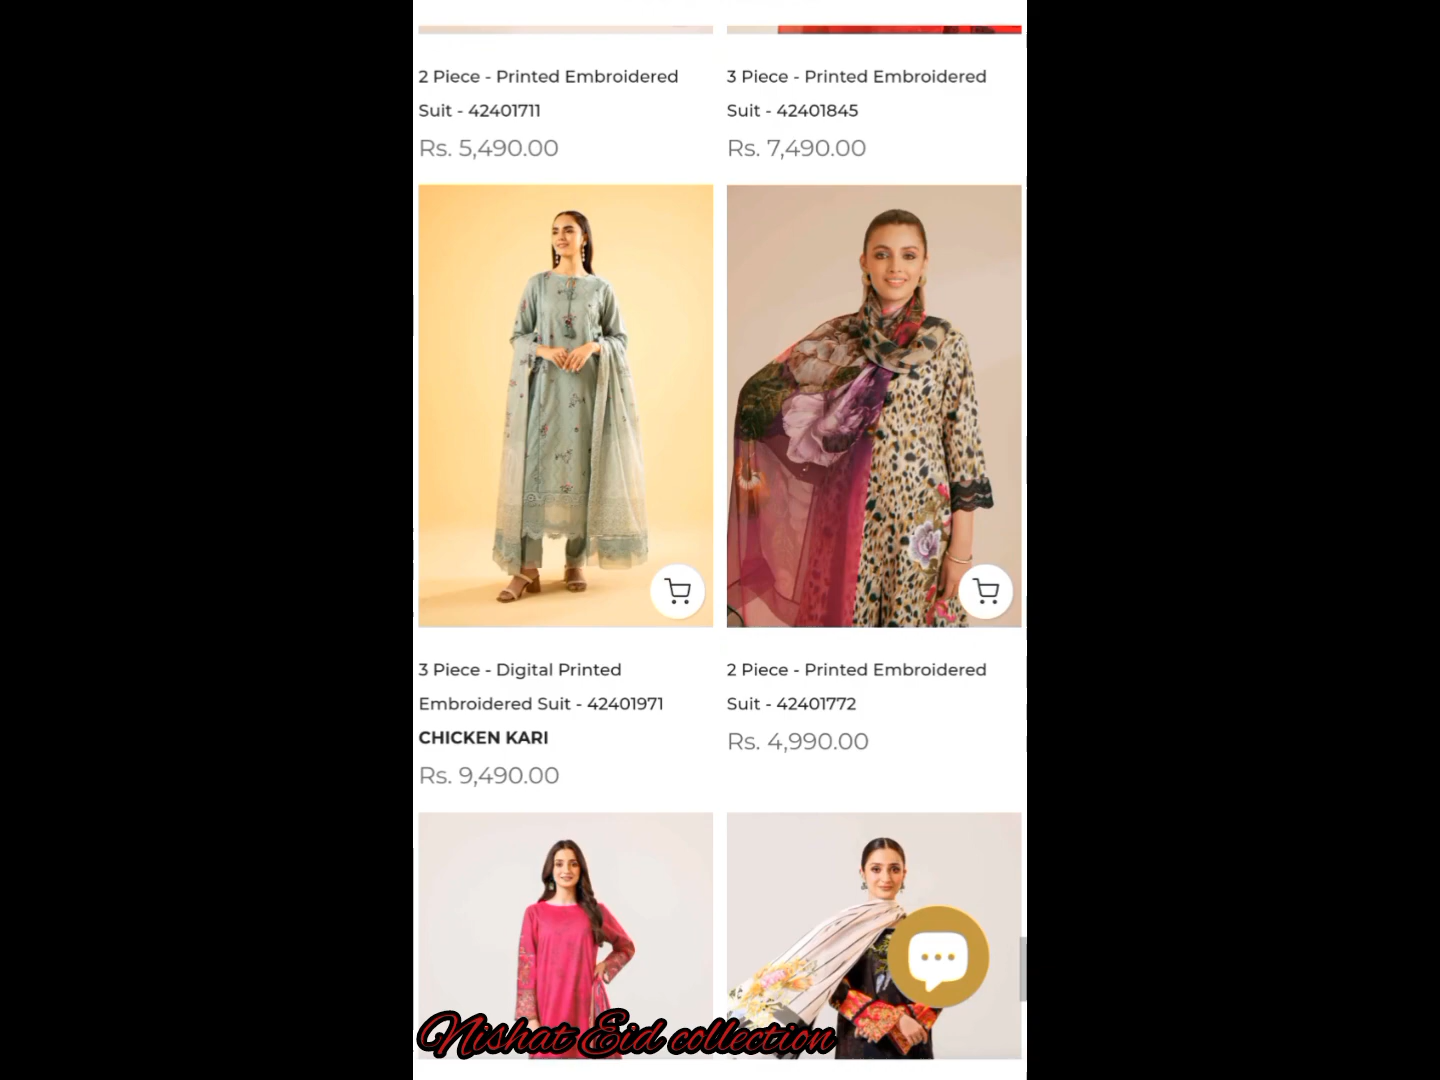 2 Piece - Printed Embroidered
Suit - 42401711
Rs. 5,490.00
3 Piece - Printed Embroidered
Suit - 42401845
Rs. 7,490.00
3 Piece - Digital Printed
Embroidered Suit - 42401971
CHICKEN KARI
Rs. 9,490.00
2 Piece - Printed Embroidered
Suit - 42401772
Rs. 4,990.00
Nishat Eid collection